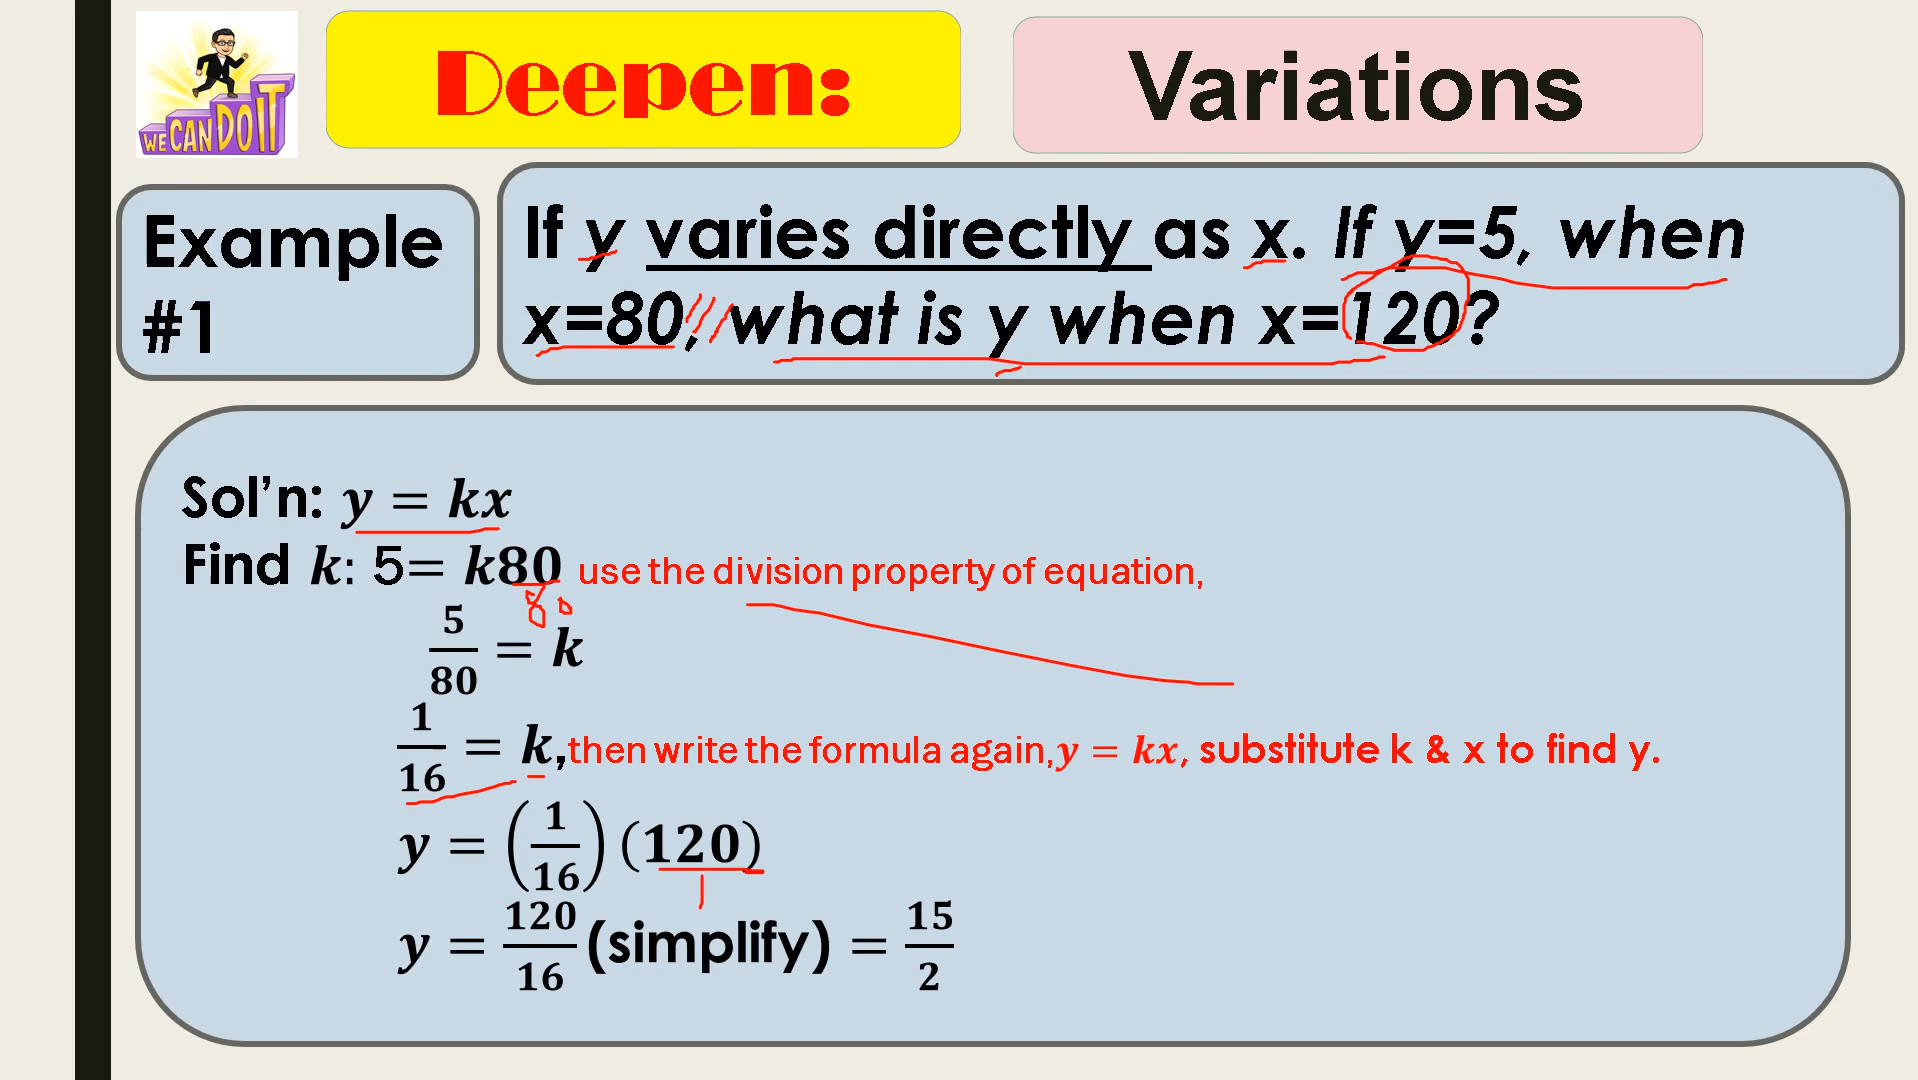 WE CAN DO IT
Deepen:
Variations
Example
#1
If y varies directly as x. If y=5, when
x=80, what is y when x=120?
Sol'n: y = kx
Find k: 5= k80 use the division property of equation,
80
5/80 = k
1/16 = k, then write the formula again, y = kx, substitute k & x to find y.
y = (1/16) (120)
y = 120/16 (simplify) = 15/2